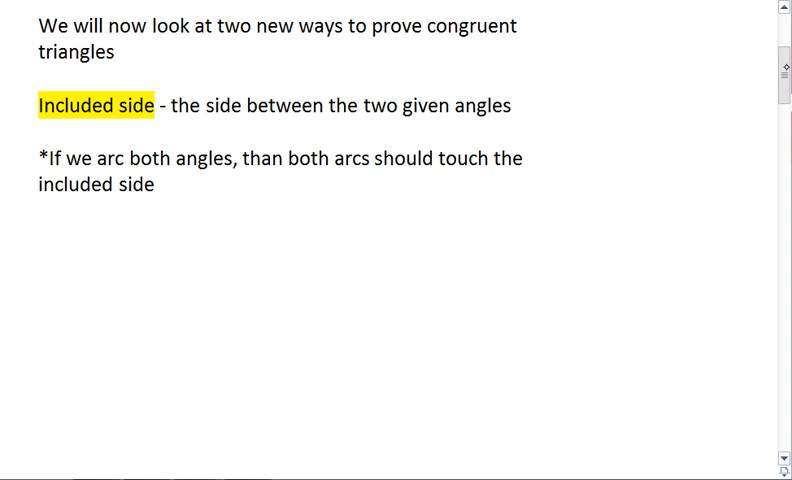 We will now look at two new ways to prove congruent
triangles
Included side - the side between the two given angles
*If we arc both angles, than both arcs should touch the
included side